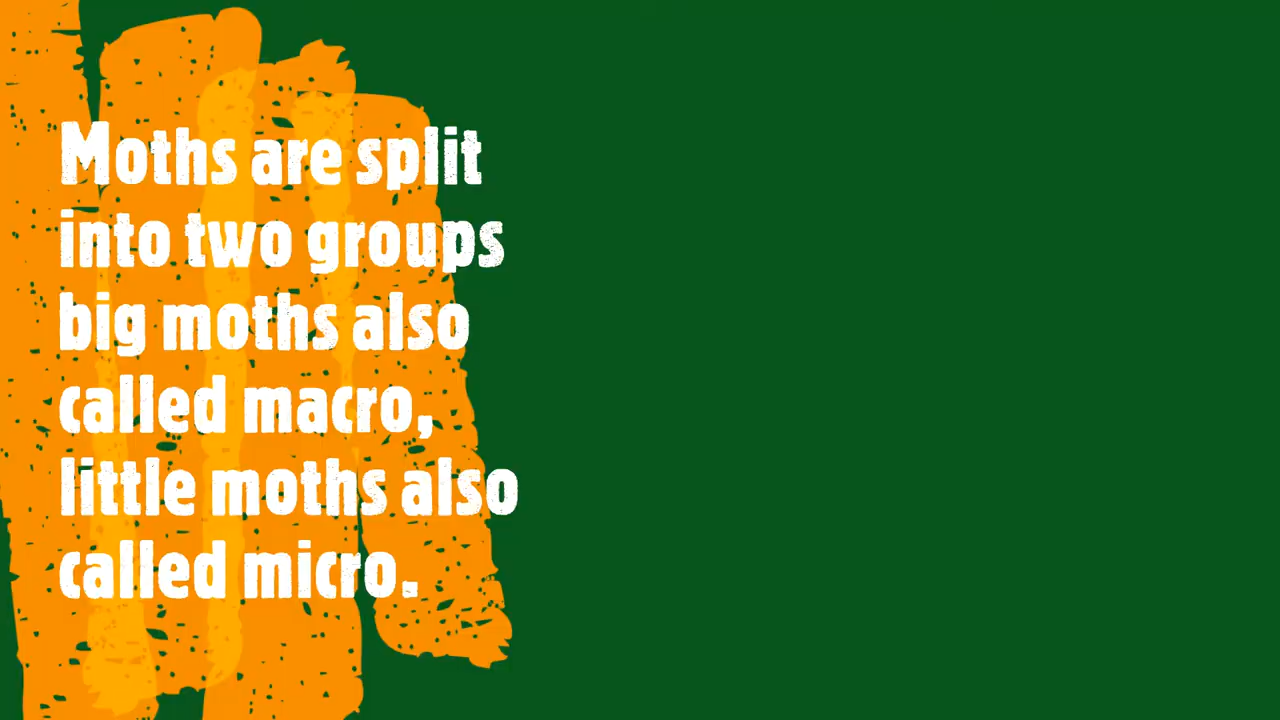 Moths are split
into two groups
big moths also
called macro,
little moths also
called micro.